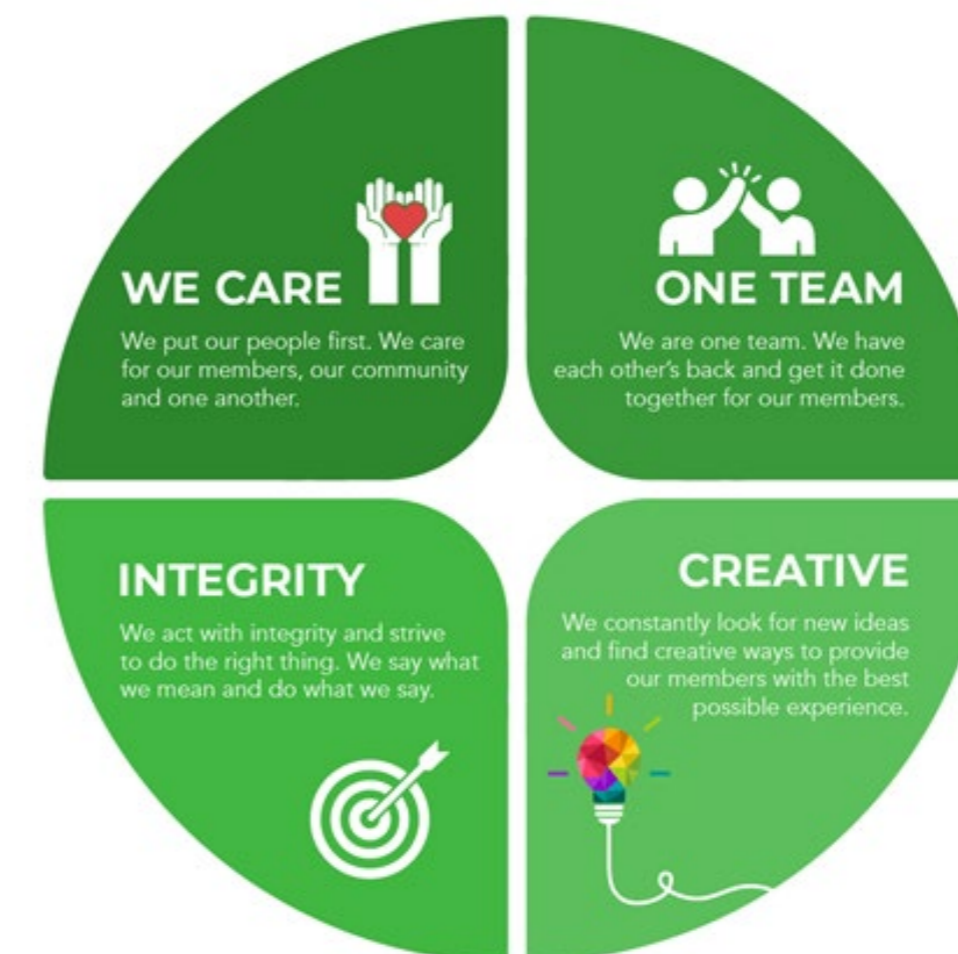 WE CARE
We put our people first. We care
for our members, our community
and one another.
ONE TEAM
We are one team. We have
each other's back and get it done
together for our members.
INTEGRITY
We act with integrity and strive
to do the right thing. We say what
we mean and do what we say.
CREATIVE
We constantly look for new ideas
and find creative ways to provide
our members with the best
possible experience.